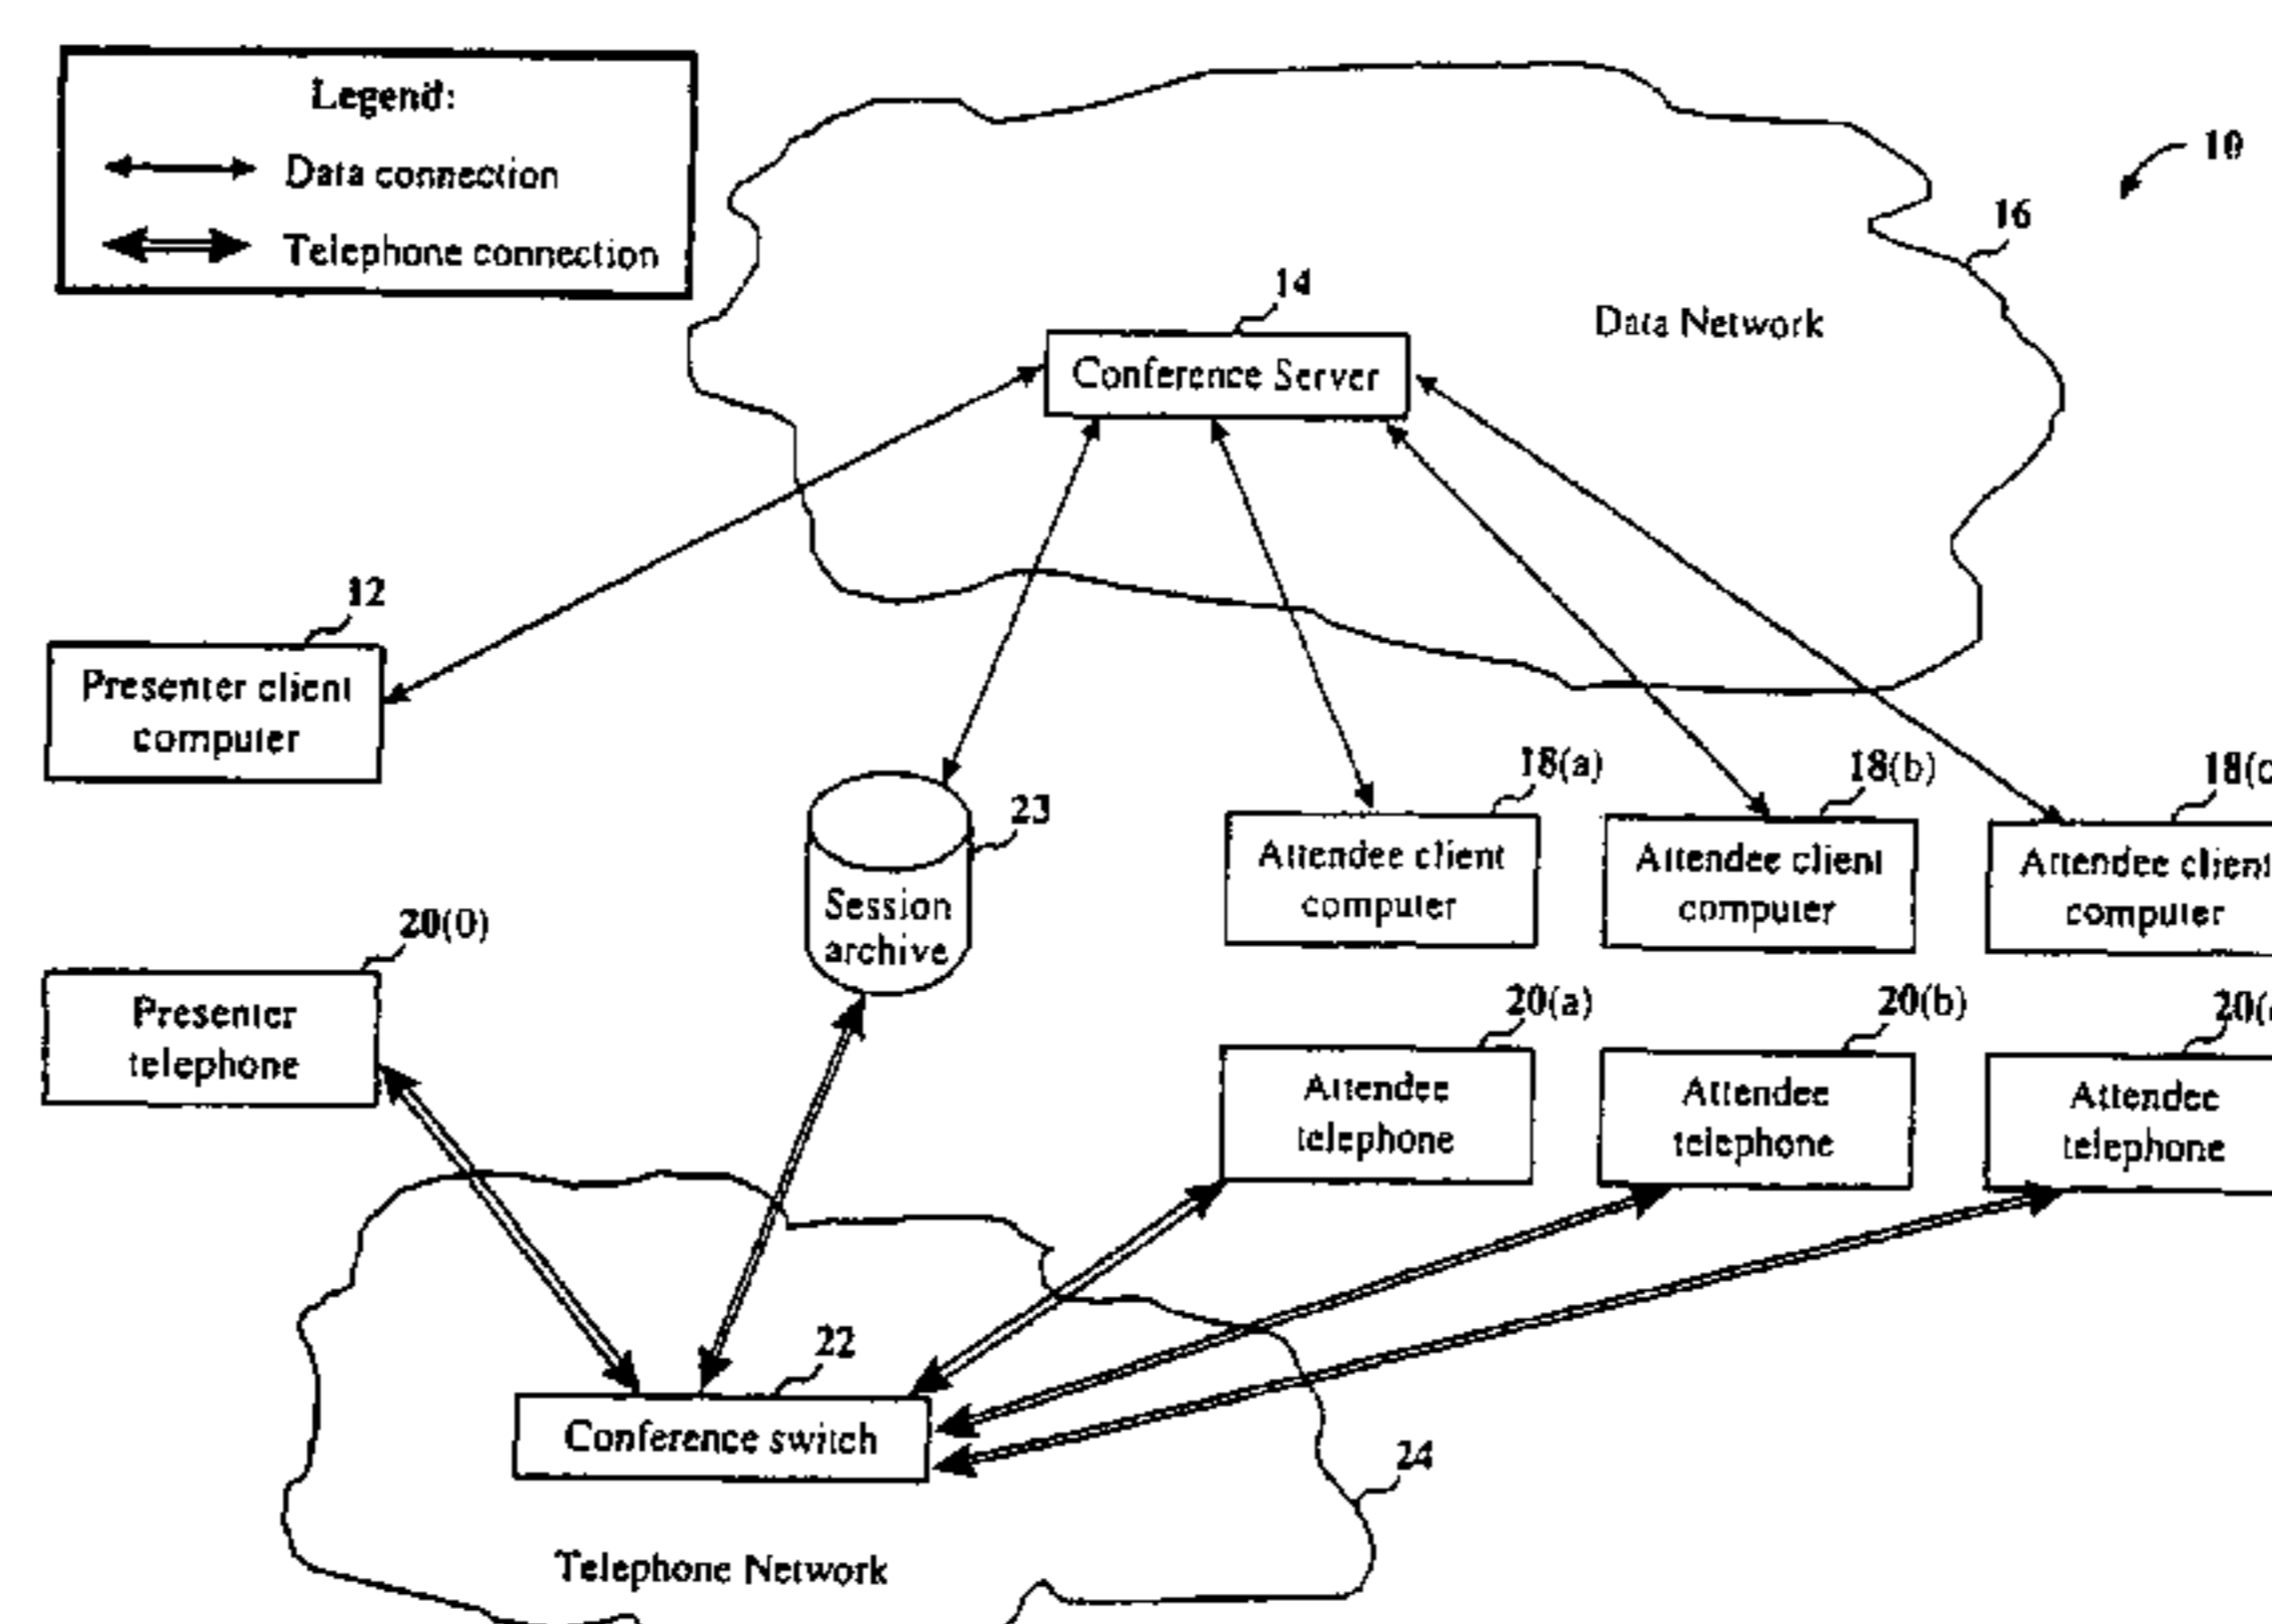 Legend:
Data connection
Telephone connection
10
16
14
Data Network
Conference Server
12
Presenter client
computer
18(a)
18(b)
18(c
23
Attendee client
computer
Attendee client
computer
Attendee client
computer
Session
archive
20(0)
Presenter
telephone
20(a)
20(b)
20(
Attendee
telephone
Attendee
telephone
Attendee
telephone
22
Conference switch
24
Telephone Network